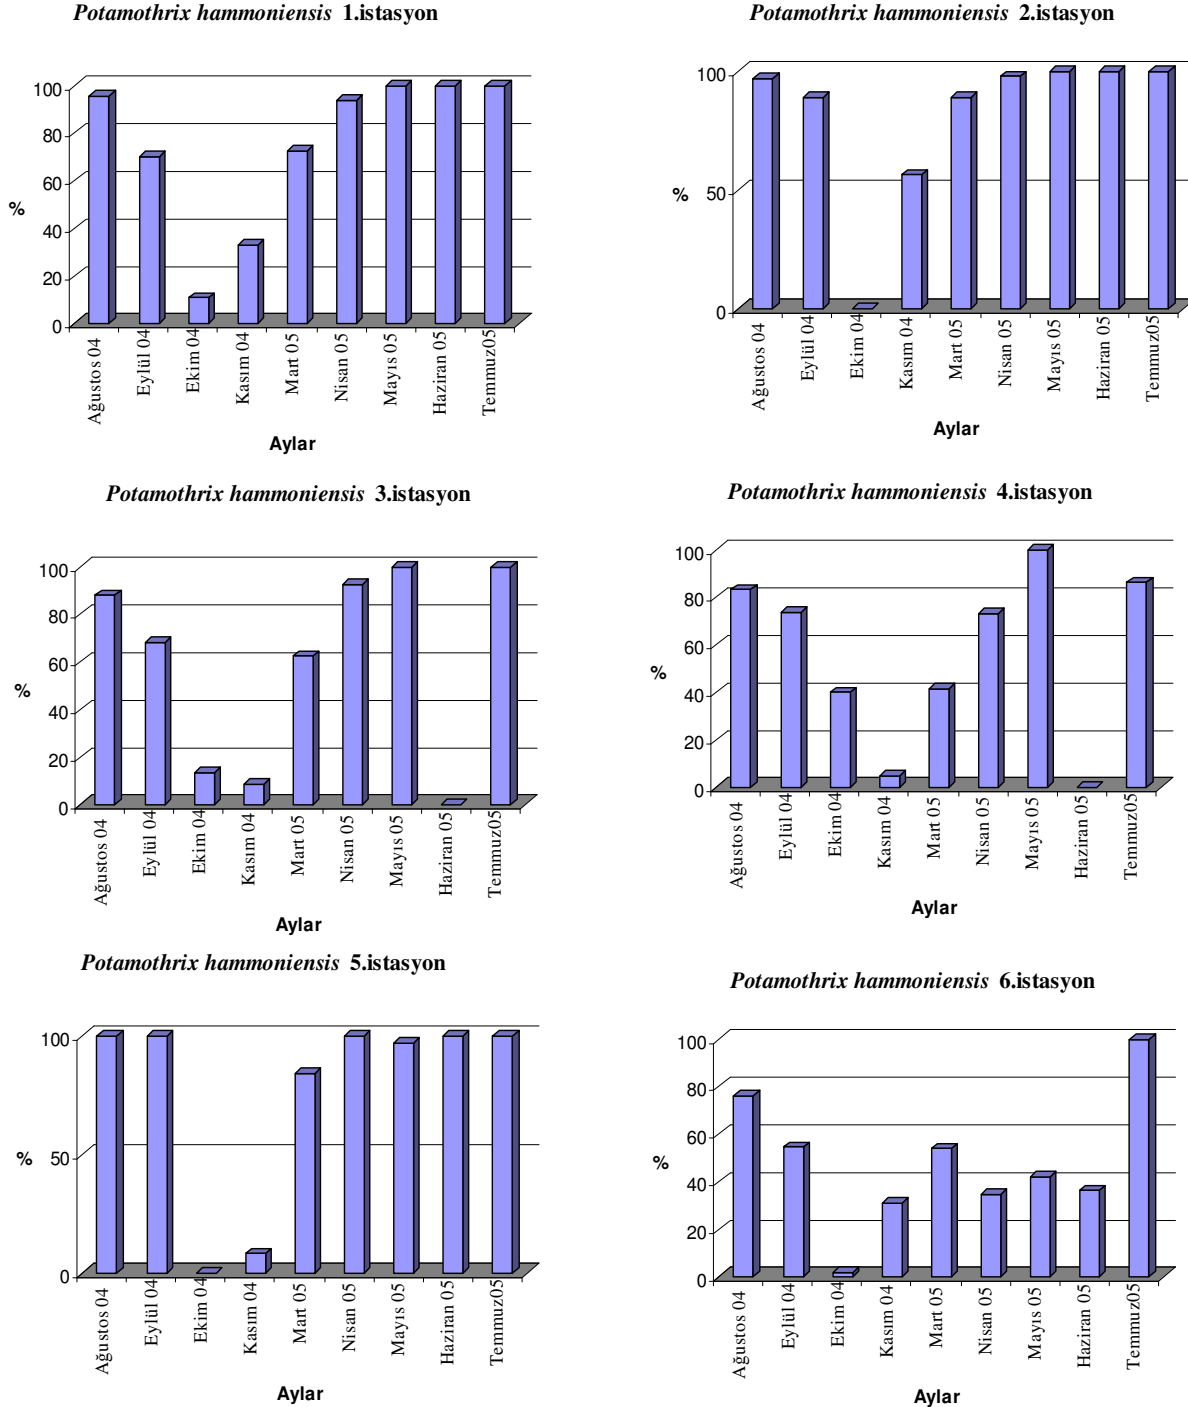 Potamothrix hammoniensis 1.istasyon
100
80
60
40
20
0
%
Ağustos 04
Eylül 04
Ekim 04
Kasım 04
Mart 05
Nisan 05
Mayıs 05
Haziran 05
Temmuz05
Aylar
Potamothrix hammoniensis 2.istasyon
100
50
0
%
Ağustos 04
Eylül 04
Ekim 04
Kasım 04
Mart 05
Nisan 05
Mayıs 05
Haziran 05
Temmuz05
Aylar
Potamothrix hammoniensis 3.istasyon
100
80
60
40
20
0
%
Ağustos 04
Eylül 04
Ekim 04
Kasım 04
Mart 05
Nisan 05
Mayıs 05
Haziran 05
Temmuz05
Aylar
Potamothrix hammoniensis 4.istasyon
100
80
60
40
20
0
%
Ağustos 04
Eylül 04
Ekim 04
Kasım 04
Mart 05
Nisan 05
Mayıs 05
Haziran 05
Temmuz05
Aylar
Potamothrix hammoniensis 5.istasyon
100
50
0
%
Ağustos 04
Eylül 04
Ekim 04
Kasım 04
Mart 05
Nisan 05
Mayıs 05
Haziran 05
Temmuz05
Aylar
Potamothrix hammoniensis 6.istasyon
100
80
60
40
20
0
%
Ağustos 04
Eylül 04
Ekim 04
Kasım 04
Mart 05
Nisan 05
Mayıs 05
Haziran 05
Temmuz05
Aylar